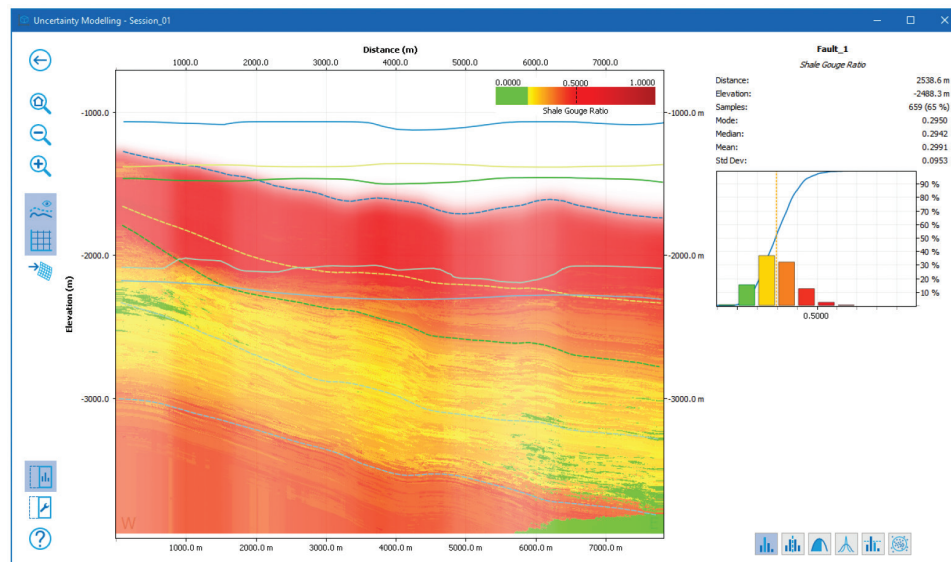 Uncertainty Modelling - Session_01
Distance (m)
1000.0 2000.0 3000.0 4000.0 5000.0 6000.0 7000.0
0.0000 0.5000 1.0000
Shale Gouge Ratio
-1000.0 -1000.0 m
-2000.0 -2000.0 m
-3000.0 -3000.0 m
Elevation (m)
W
1000.0 m 2000.0 m 3000.0 m 4000.0 m 5000.0 m 6000.0 m 7000.0 m
Fault_1
Shale Gouge Ratio
Distance: 2538.6 m
Elevation: -2488.3 m
Samples: 659 (65 %)
Mode: 0.2950
Median: 0.2942
Mean: 0.2991
Std Dev: 0.0953
90 %
80 %
70 %
60 %
50 %
40 %
30 %
20 %
10 %
0.5000